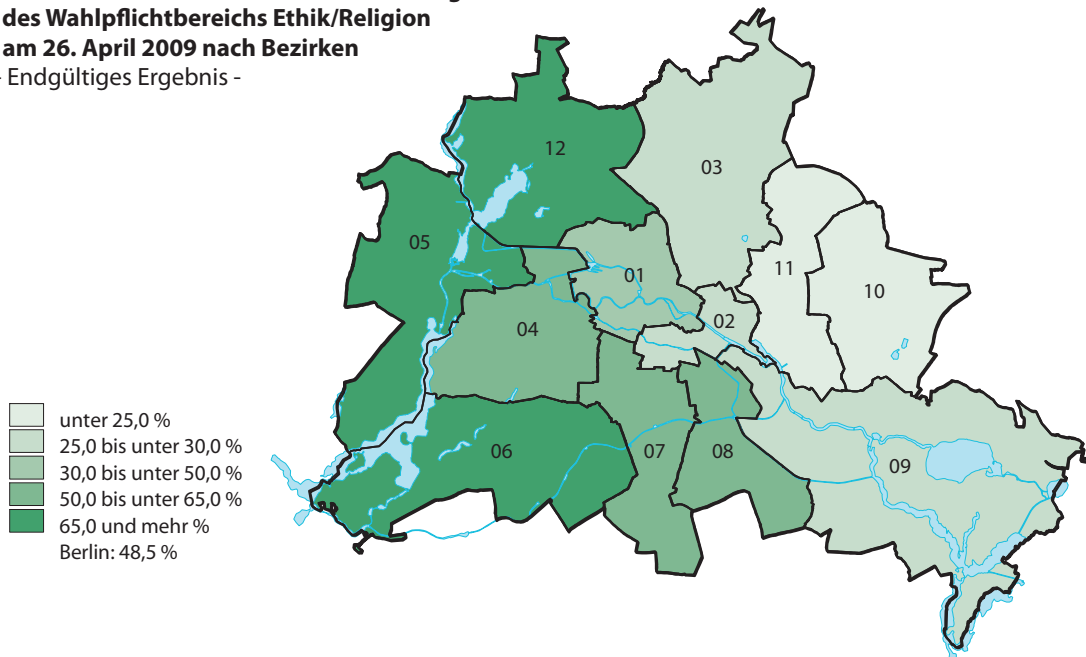 des Wahlpflichtbereichs Ethik/Religion
am 26. April 2009 nach Bezirken
- Endgültiges Ergebnis -
12
03
05
01
11
10
02
04
06
07
08
09
unter 25,0 %
25,0 bis unter 30,0 %
30,0 bis unter 50,0 %
50,0 bis unter 65,0 %
65,0 und mehr %
Berlin: 48,5 %